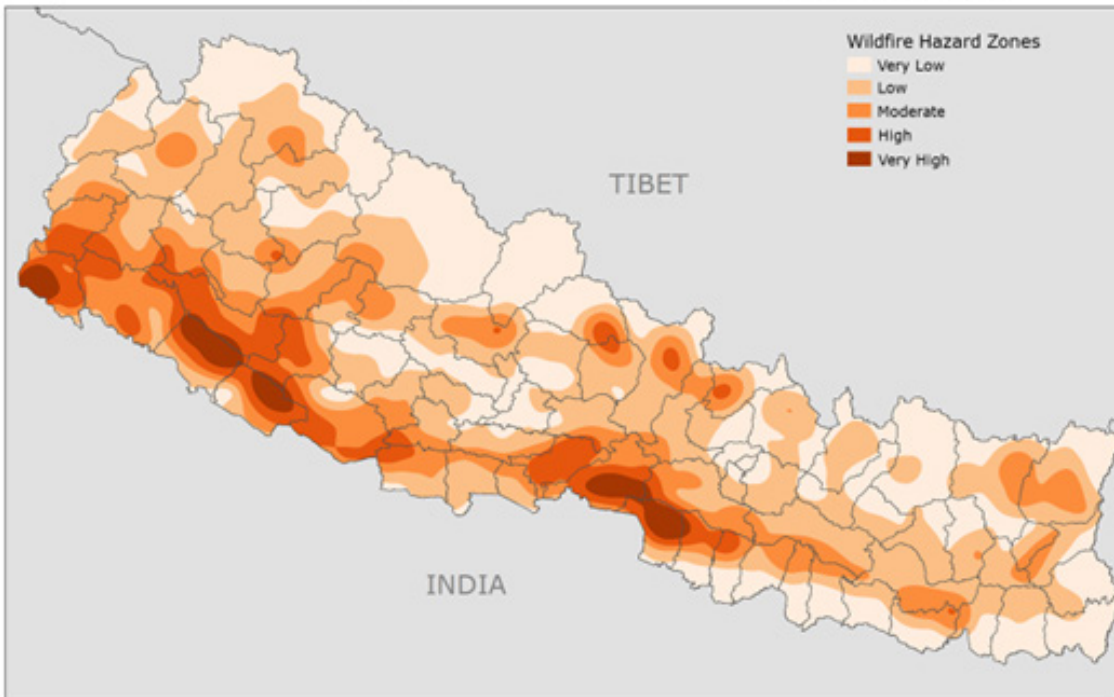 Wildfire Hazard Zones
Very Low
Low
Moderate
High
Very High
TIBET
INDIA